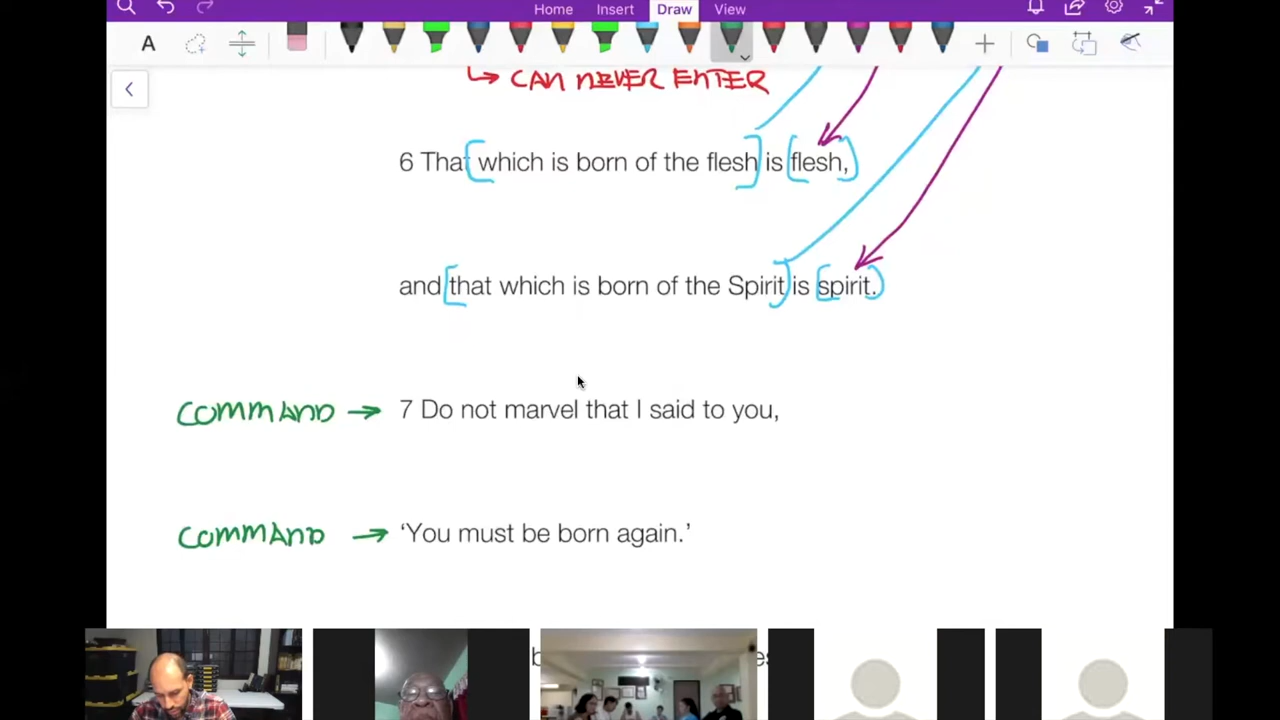 Home Insert Draw View
A
CAN NEVER ENTER
6 That which is born of the flesh is flesh,
and that which is born of the Spirit is spirit.
COMMAND → 7 Do not marvel that I said to you,
COMMAND → ‘You must be born again.’